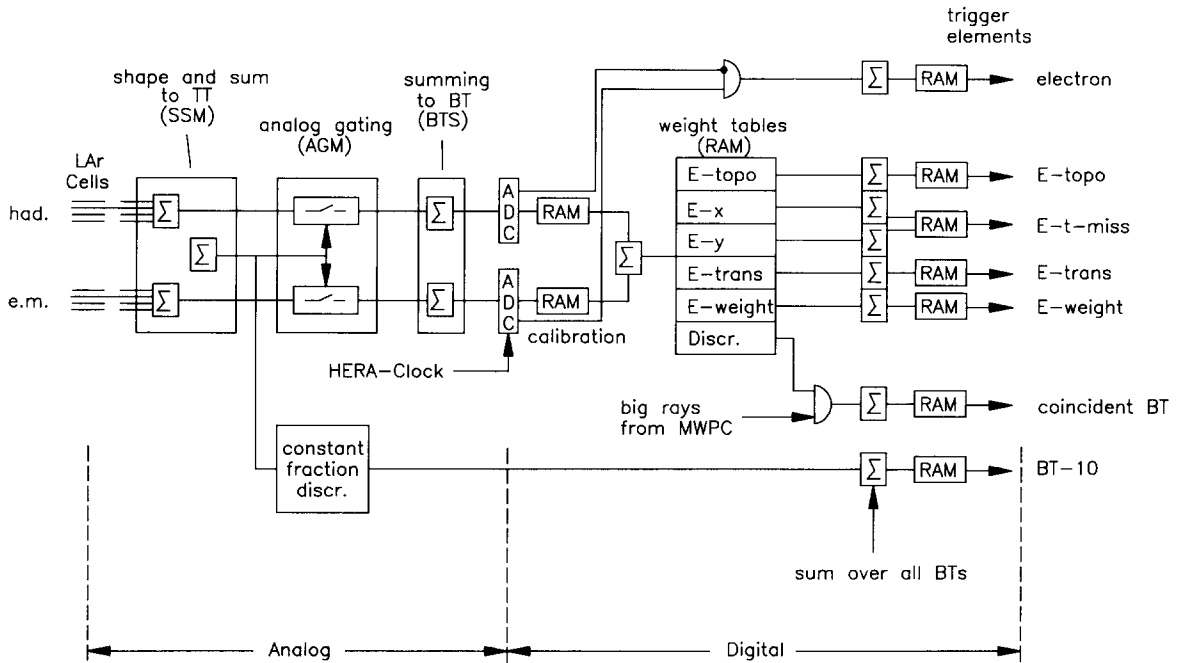 trigger
elements
shape and sum
to TT
(SSM)
summing
to BT
(BTS)
analog gating
(AGM)
weight tables
(RAM)
LAr
Cells
had.
e.m.
Σ
Σ
Σ
Σ
Σ
A
D
C
A
D
C
RAM
RAM
calibration
HERA-Clock
Σ
E-topo
E-x
E-y
E-trans
E-weight
Discr.
Σ RAM electron
Σ RAM E-topo
Σ
Σ RAM E-t-miss
Σ RAM E-trans
Σ RAM E-weight
big rays
from MWPC
Σ RAM coincident BT
constant
fraction
discr.
Σ RAM BT-10
sum over all BTs
Analog
Digital